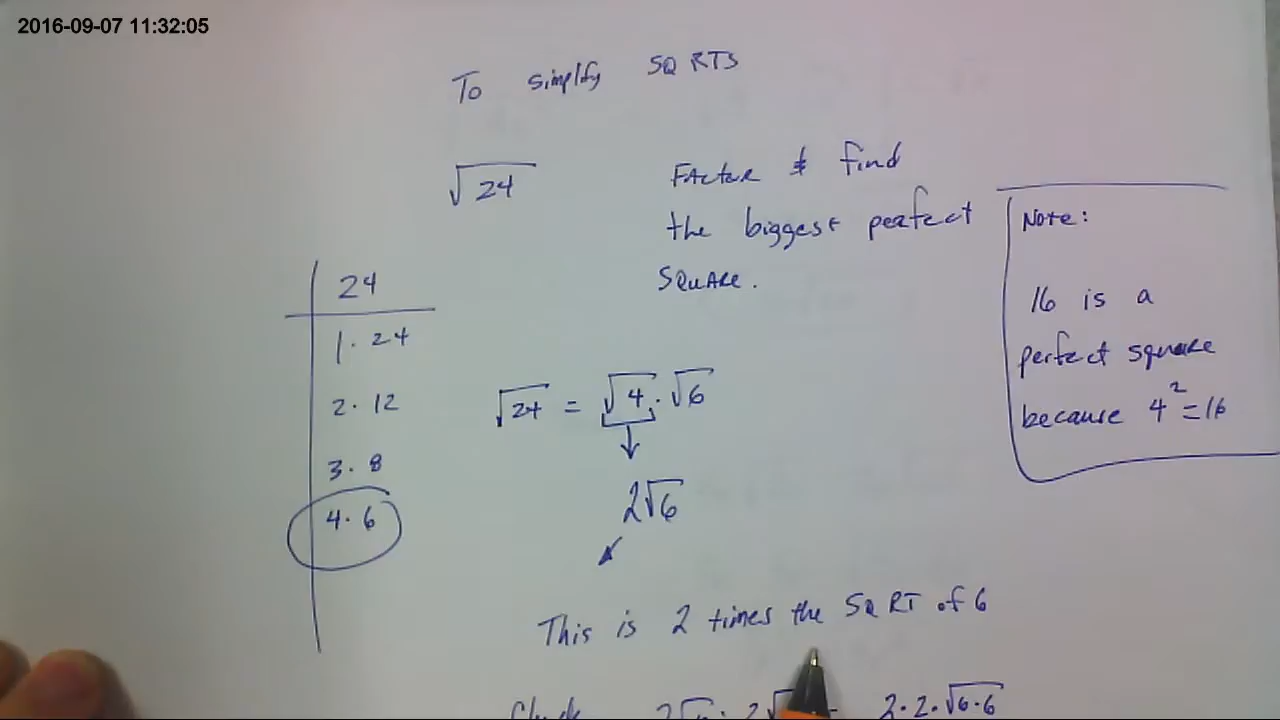 2016-09-07 11:32:05
To simplify SQ RTS
√24
Factor & find
the biggest perfect
square.
Note:
16 is a
perfect square
because 4² = 16
24
1 · 24
2 · 12
3 · 8
4 · 6
√24 = √4 · √6
2√6
This is 2 times the SQ RT of 6
2 · 2 · √6·6